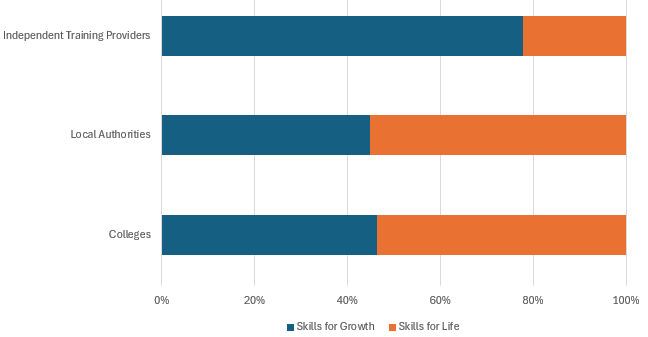 Independent Training Providers
Local Authorities
Colleges
0% 20% 40% 60% 80% 100%
Skills for Growth Skills for Life